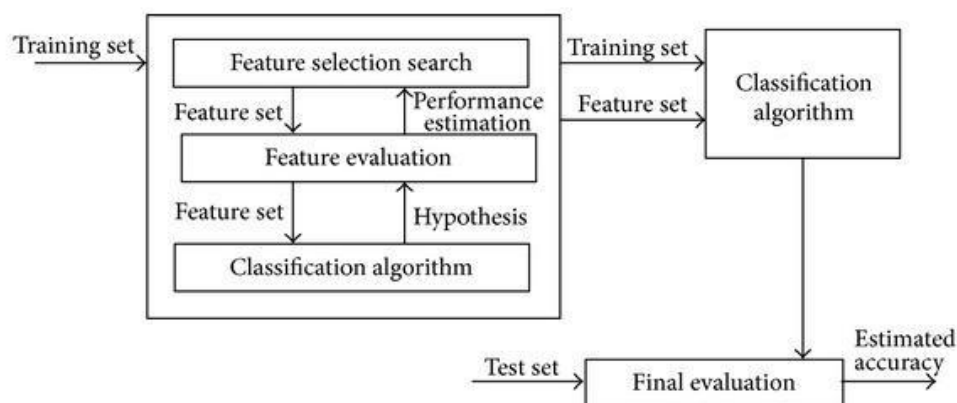 Training set
Feature selection search
Feature set
Performance
estimation
Feature evaluation
Feature set
Hypothesis
Classification algorithm
Training set
Feature set
Classification
algorithm
Test set
Final evaluation
Estimated
accuracy